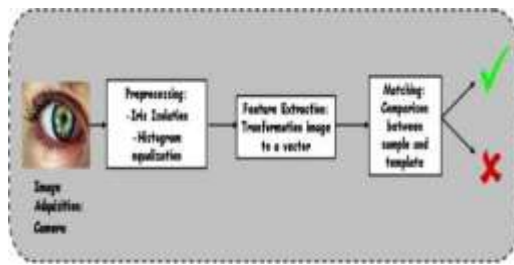 Preprocessing:
-Iris Isolation
-Histogram
equalization
Feature Extraction:
Tranformation image
to a vector
Matching:
Comparison
between
sample and
template
Image
Adquisition:
Camera